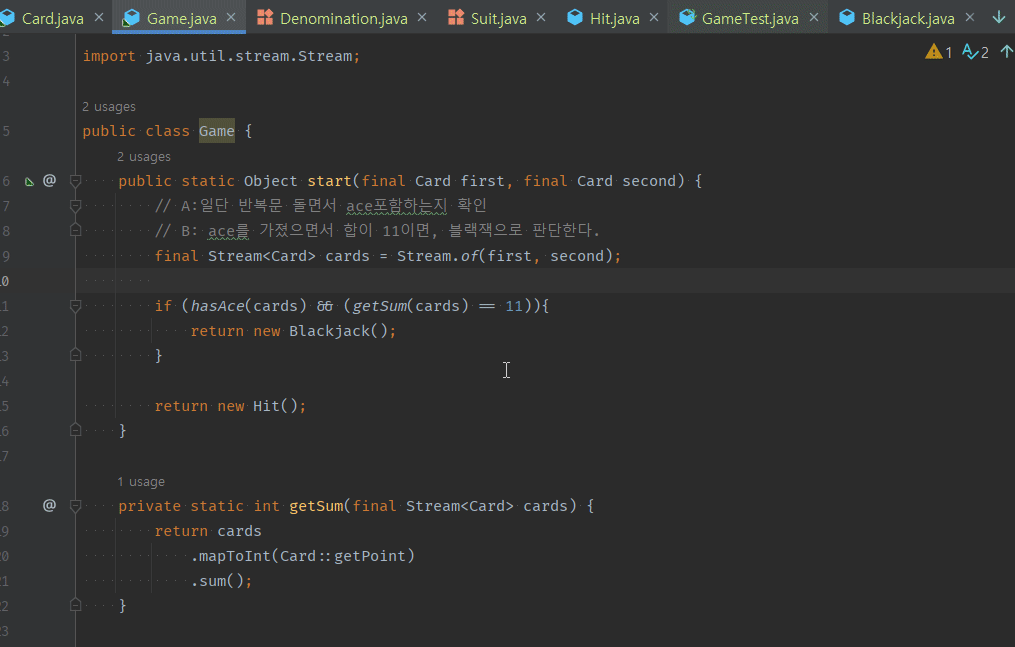 Card.java Game.java Denomination.java Suit.java Hit.java GameTest.java Blackjack.java
3 import java.util.stream.Stream;
1 2
4
2 usages
5 public class Game {
2 usages
6 @ public static Object start(final Card first, final Card second) {
7 // A:일단 반복문 돌면서 ace포함하는지 확인
8 // B: ace를 가졌으면서 합이 11이면, 블랙잭으로 판단한다.
9 final Stream<Card> cards = Stream.of(first, second);
0
1 if (hasAce(cards) && (getSum(cards) == 11)){
2 return new Blackjack();
3 }
4
5 return new Hit();
6 }
7
1 usage
8 @ private static int getSum(final Stream<Card> cards) {
9 return cards
0 .mapToInt(Card::getPoint)
1 .sum();
2 }
3